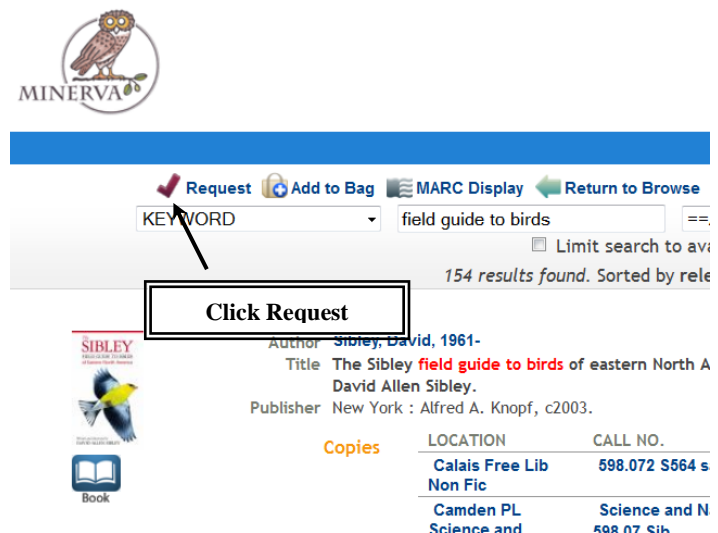 MINERVA
Request Add to Bag MARC Display Return to Browse
KEYWORD field guide to birds ==
Limit search to ava
154 results found. Sorted by rele
Click Request
Author Sibley, David, 1961-
Title The Sibley field guide to birds of eastern North A
David Allen Sibley.
Publisher New York : Alfred A. Knopf, c2003.
SIBLEY
Copies
LOCATION CALL NO.
Calais Free Lib 598.072 S564 s
Non Fic
Camden PL Science and N
Science and 598.07 Sib
Book